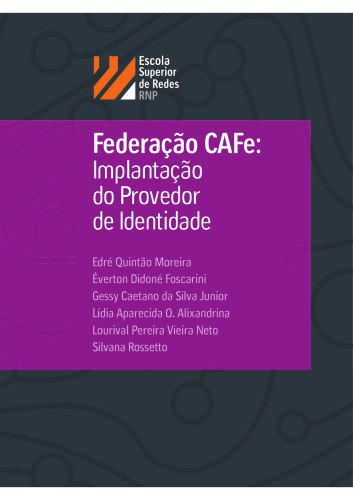 Escola
Superior
de Redes
RNP
Federação CAFe:
Implantação
do Provedor
de Identidade
Edré Quintão Moreira
Éverton Didoné Foscarini
Gessy Caetano da Silva Junior
Lídia Aparecida O. Alixandrina
Lourival Pereira Vieira Neto
Silvana Rossetto